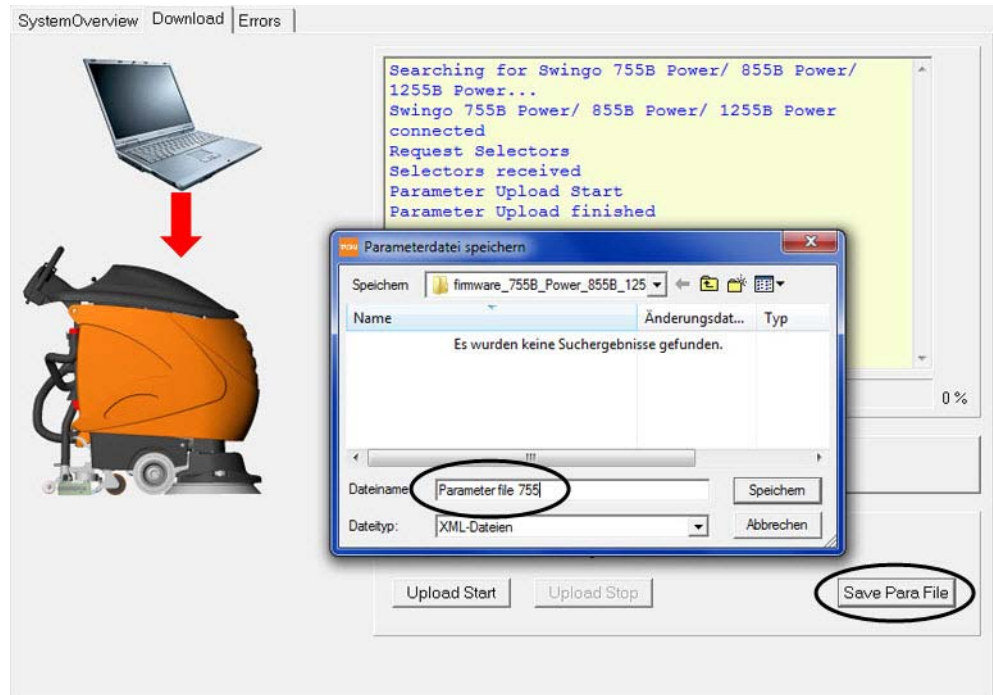 SystemOverview Download Errors
Searching for Swingo 755B Power/ 855B Power/
1255B Power...
Swingo 755B Power/ 855B Power/ 1255B Power
connected
Request Selectors
Selectors received
Parameter Upload Start
Parameter Upload finished
Parameterdatei speichern
Speichern firmware_755B_Power_855B_125
Name Änderungsdat... Typ
Es wurden keine Suchergebnisse gefunden.
0 %
Dateiname Parameter file 755 Speichern
Dateityp: XML-Dateien Abbrechen
Upload Start Upload Stop Save Para File